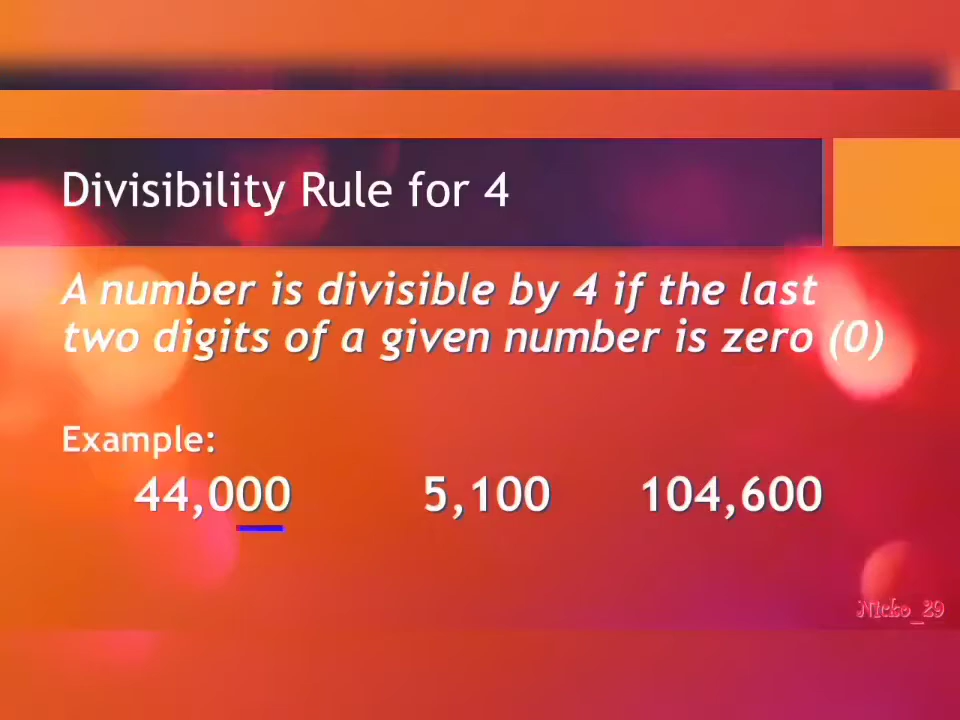 Divisibility Rule for 4
A number is divisible by 4 if the last
two digits of a given number is zero (0)
Example:
44,000 5,100 104,600
Nicko_29